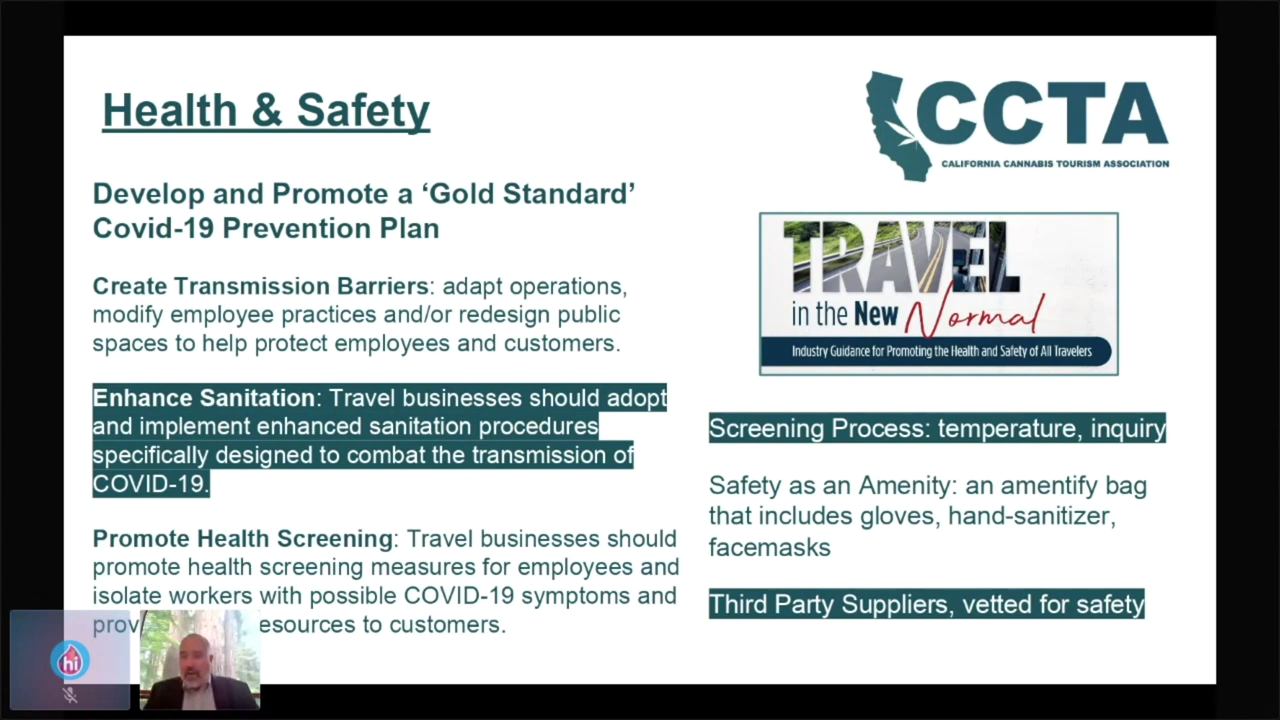 Health & Safety
CCTA
CALIFORNIA CANNABIS TOURISM ASSOCIATION
Develop and Promote a ‘Gold Standard’
Covid-19 Prevention Plan
Create Transmission Barriers: adapt operations,
modify employee practices and/or redesign public
spaces to help protect employees and customers.
Enhance Sanitation: Travel businesses should adopt
and implement enhanced sanitation procedures
specifically designed to combat the transmission of
COVID-19.
Promote Health Screening: Travel businesses should
promote health screening measures for employees and
isolate workers with possible COVID-19 symptoms and
to customers.
TRAVEL
in the New Normal
Industry Guidance for Promoting the Health and Safety of All Travelers
Screening Process: temperature, inquiry
Safety as an Amenity: an amentify bag
that includes gloves, hand-sanitizer,
facemasks
Third Party Suppliers, vetted for safety
hi